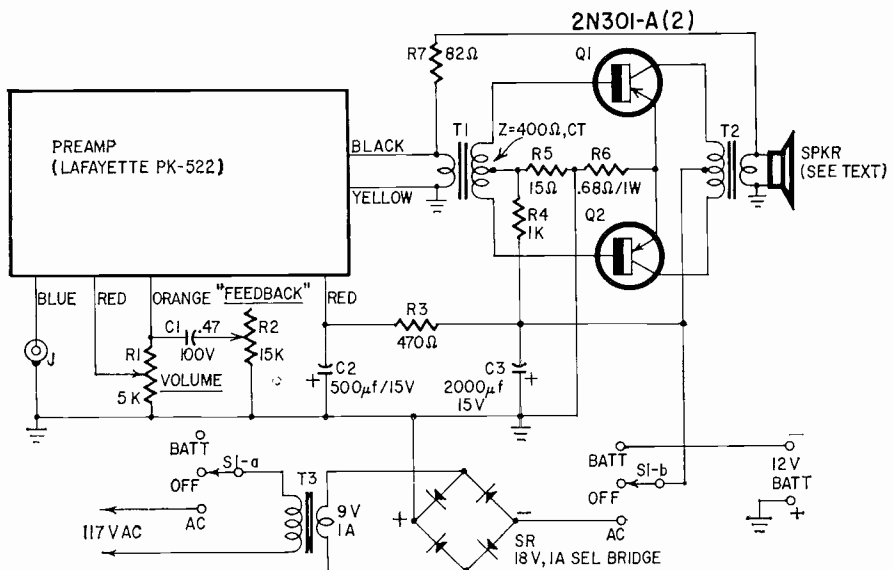 2N301-A(2)
R7
82Ω
Q1
PREAMP
(LAFAYETTE PK-522)
BLACK
YELLOW
T1
Z=400Ω,CT
R5
15Ω
R6
.68Ω/1W
T2
SPKR
(SEE TEXT)
R4
1K
Q2
BLUE
RED
ORANGE
"FEEDBACK"
RED
J
R1
5K
VOLUME
C1
.47
100V
R2
15K
R3
470Ω
C2
+
500μf/15V
C3
+
2000μf
15V
BATT
S1-a
OFF
AC
117VAC
T3
9V
1A
+
−
SR
18V, 1A SEL BRIDGE
BATT
S1-b
OFF
AC
−
12V
BATT
+